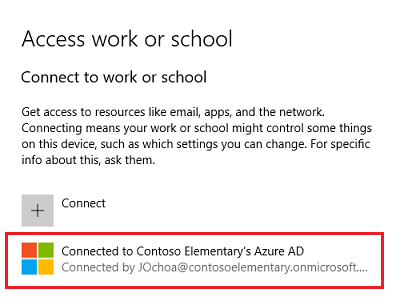 Access work or school
Connect to work or school
Get access to resources like email, apps, and the network.
Connecting means your work or school might control some things
on this device, such as which settings you can change. For specific
info about this, ask them.
Connect
Connected to Contoso Elementary's Azure AD
Connected by JOchoa@contosoelementary.onmicrosoft....